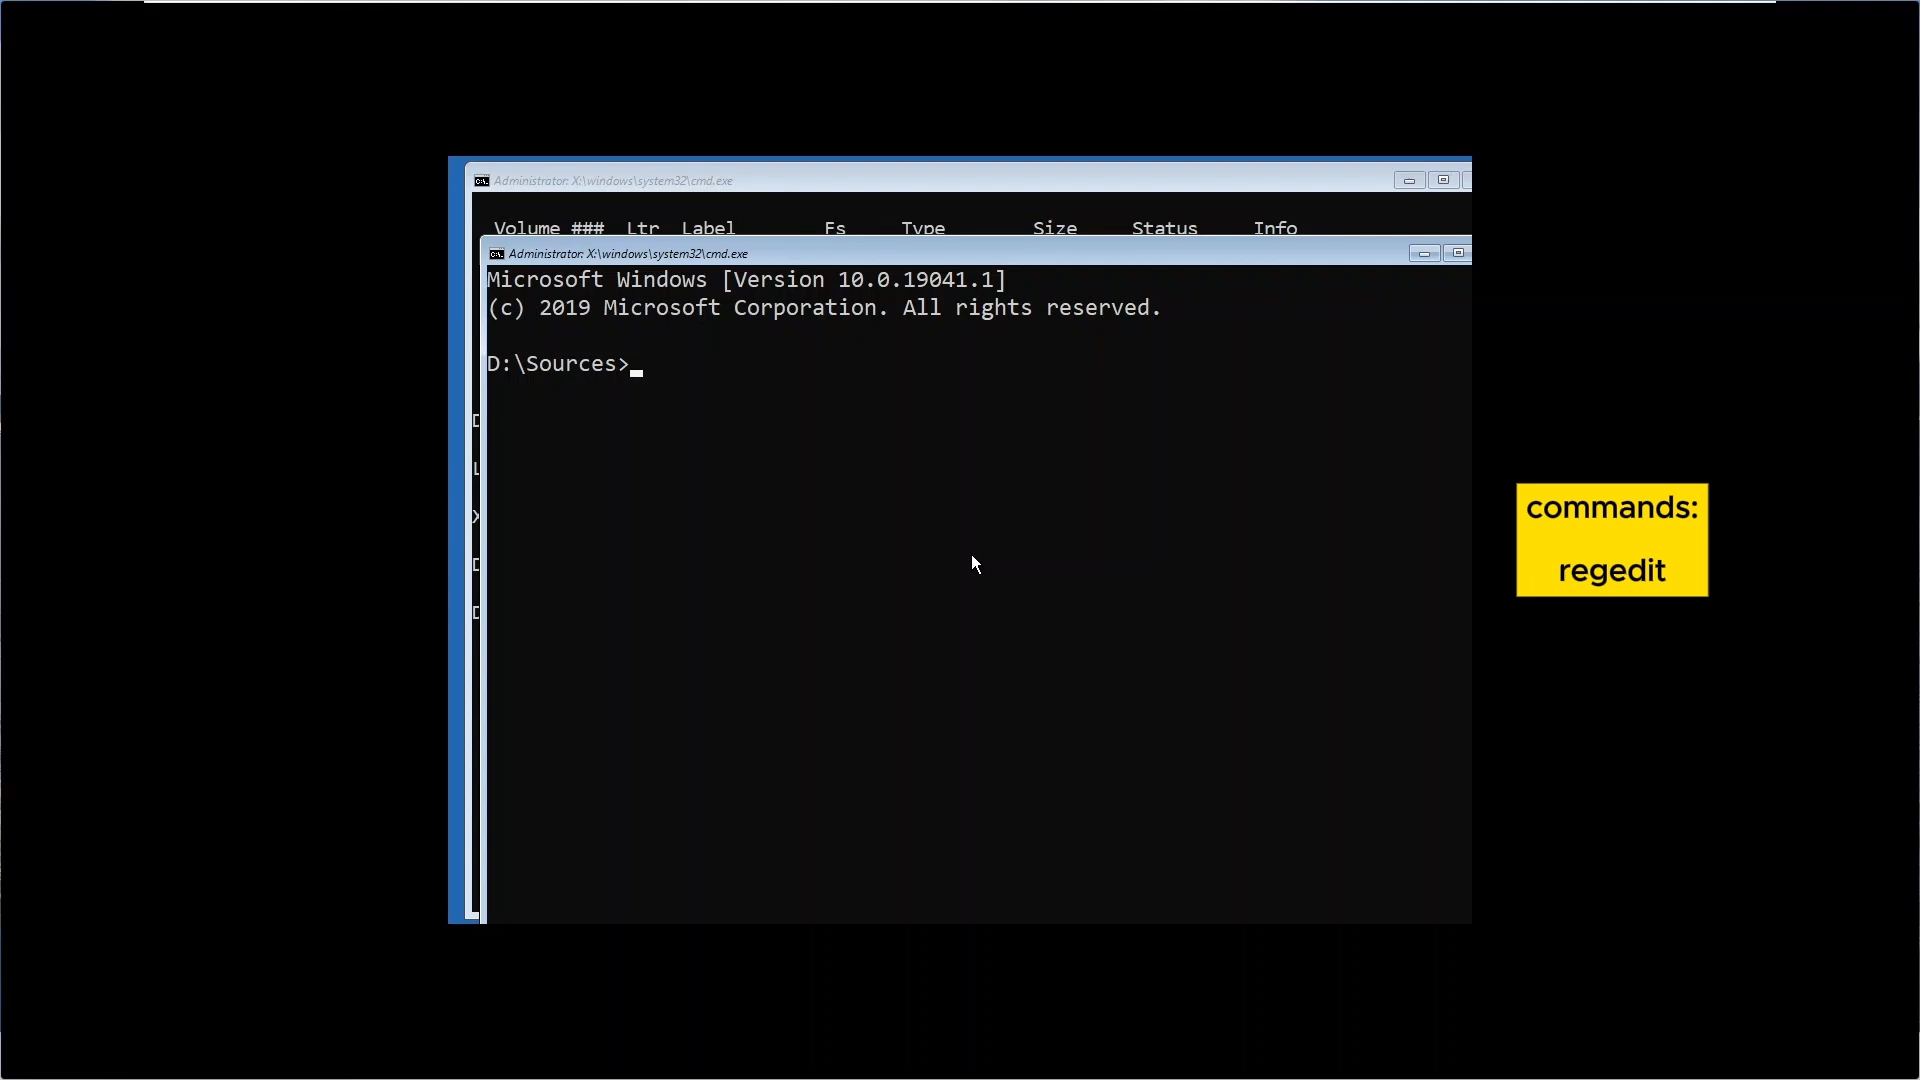 Administrator: X:\windows\system32\cmd.exe
Volume ### Ltr Label Fs Type Size Status Info
Administrator: X:\windows\system32\cmd.exe
Microsoft Windows [Version 10.0.19041.1]
(c) 2019 Microsoft Corporation. All rights reserved.
D:\Sources>
commands:
regedit